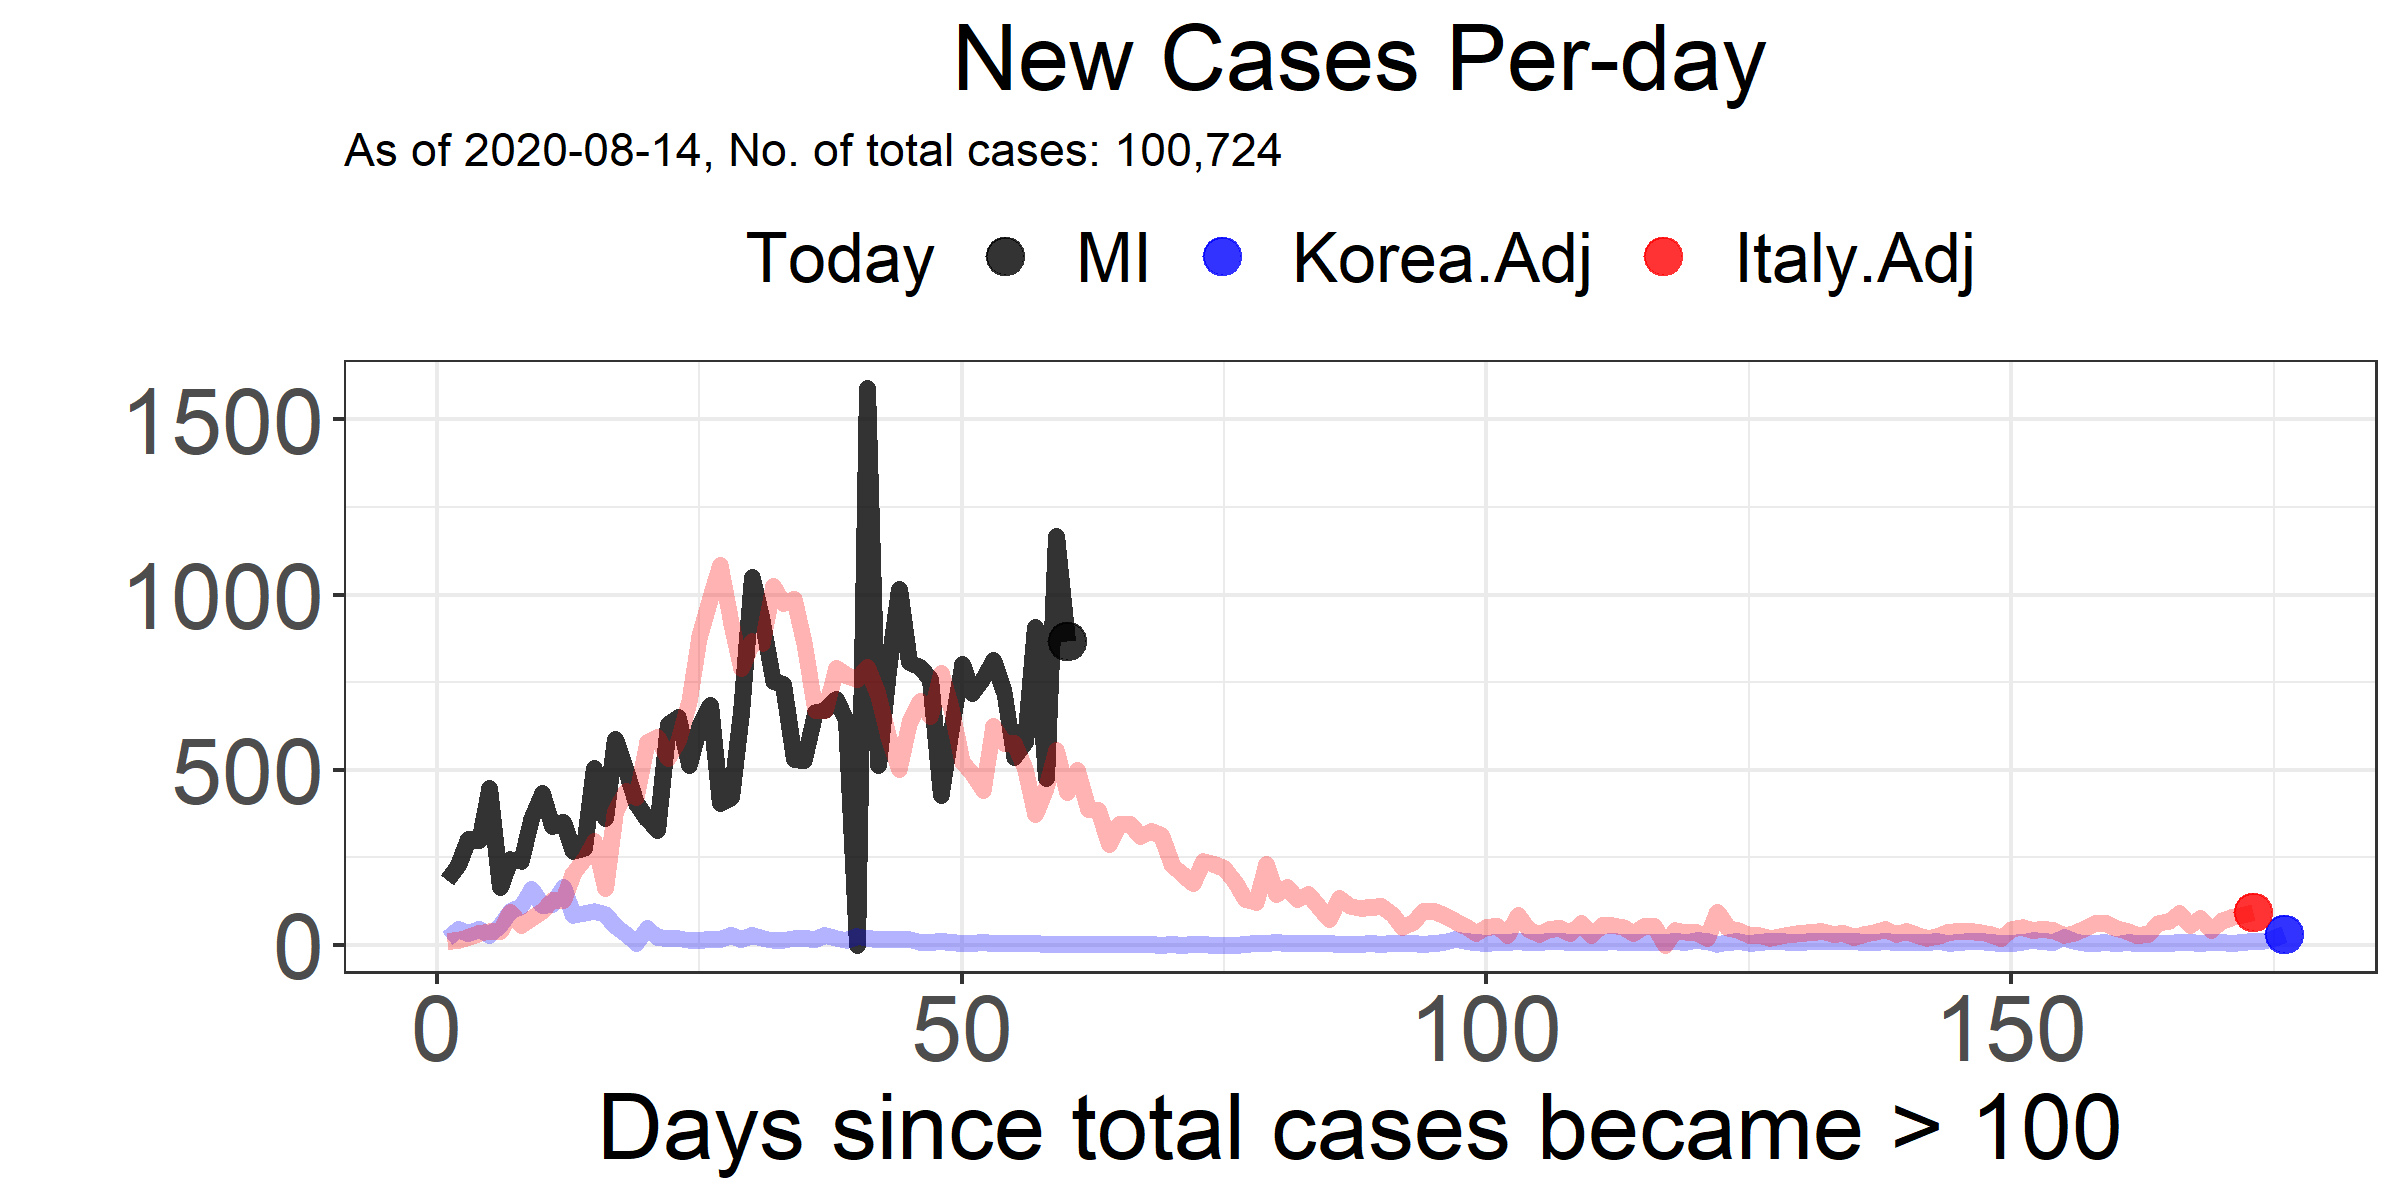 New Cases Per-day
As of 2020-08-14, No. of total cases: 100,724
Today MI Korea.Adj Italy.Adj
1500
1000
500
0
0 50 100 150
Days since total cases became > 100